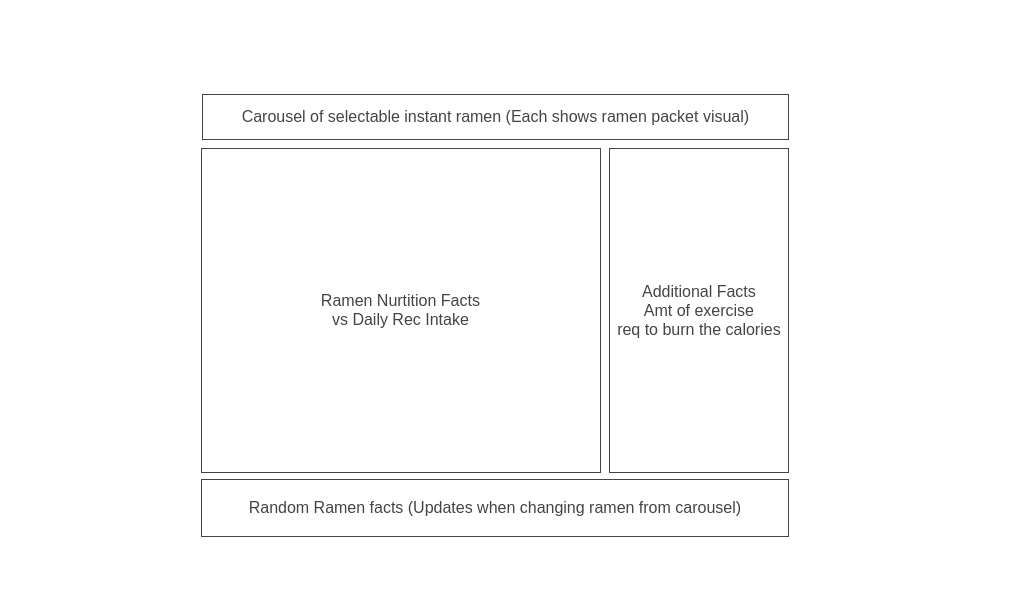 Carousel of selectable instant ramen (Each shows ramen packet visual)
Ramen Nurtition Facts
vs Daily Rec Intake
Additional Facts
Amt of exercise
req to burn the calories
Random Ramen facts (Updates when changing ramen from carousel)